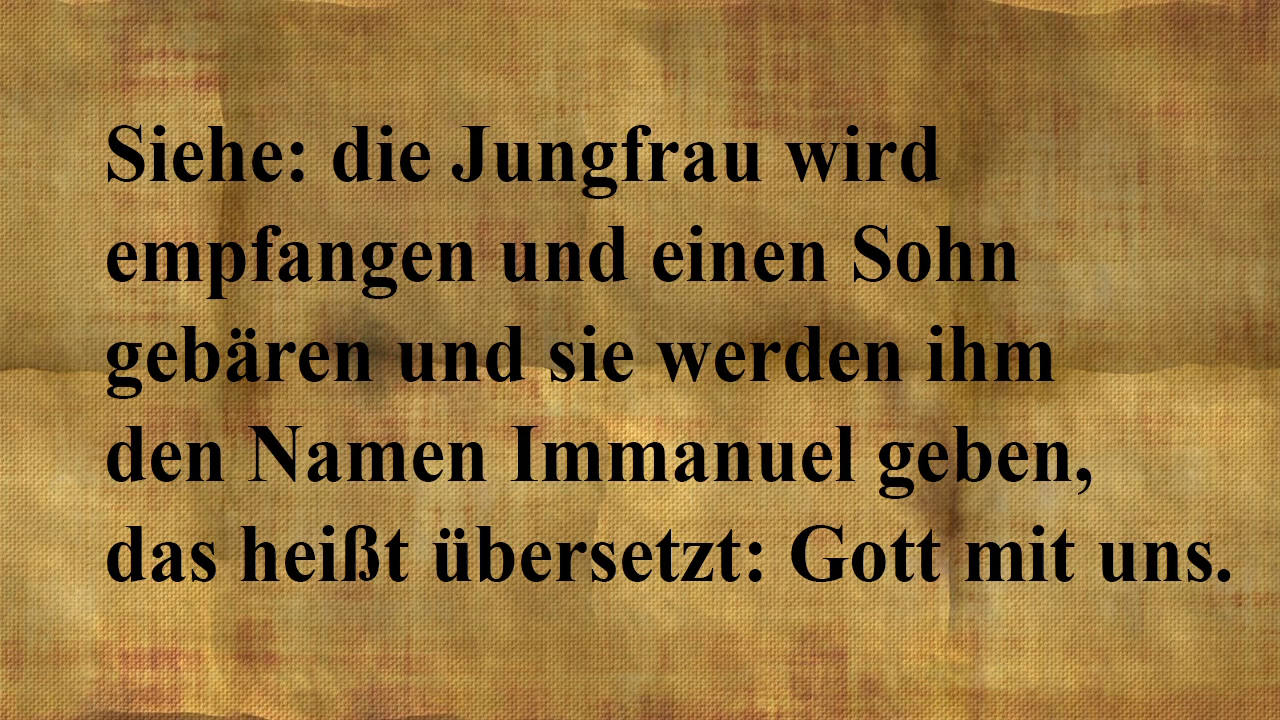 Siehe: die Jungfrau wird
empfangen und einen Sohn
gebären und sie werden ihm
den Namen Immanuel geben,
das heißt übersetzt: Gott mit uns.